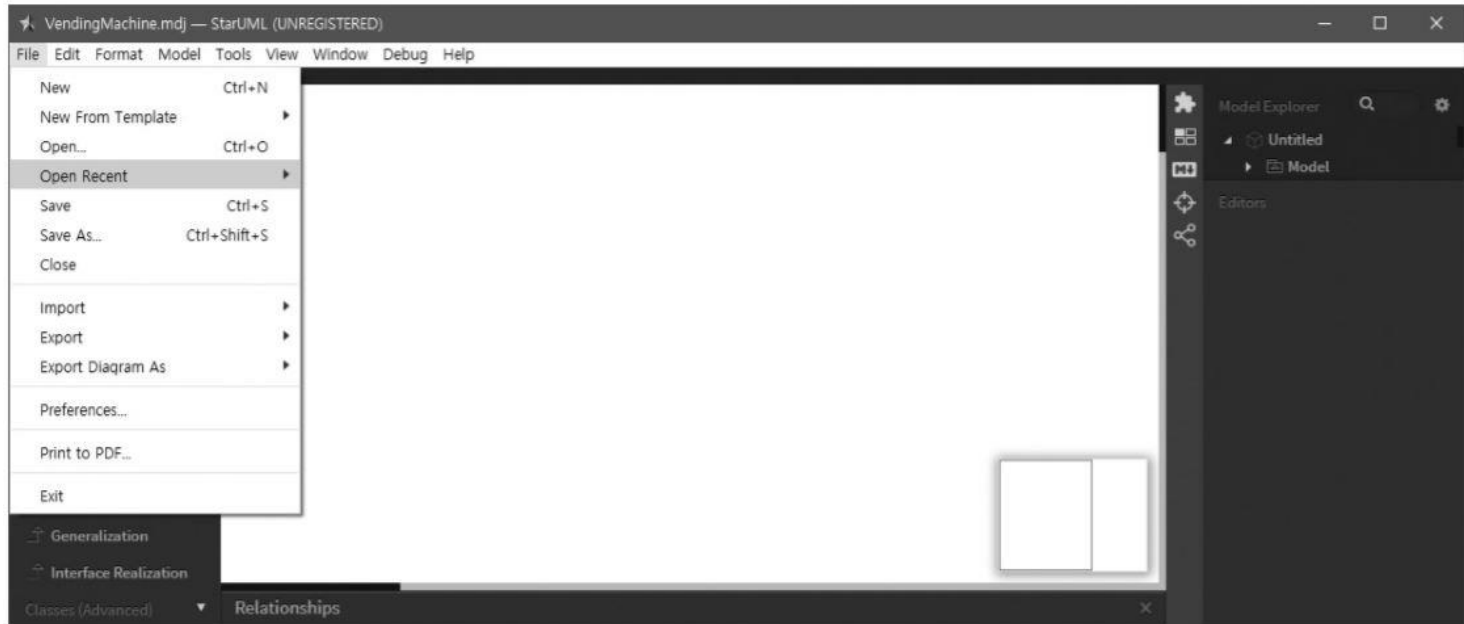 VendingMachine.mdj — StarUML (UNREGISTERED)
File Edit Format Model Tools View Window Debug Help
New Ctrl+N
New From Template
Open... Ctrl+O
Open Recent
Save Ctrl+S
Save As... Ctrl+Shift+S
Close
Import
Export
Export Diagram As
Preferences...
Print to PDF...
Exit
Generalization
Interface Realization
Classes (Advanced)
Relationships
Model Explorer
Untitled
Model
Editors